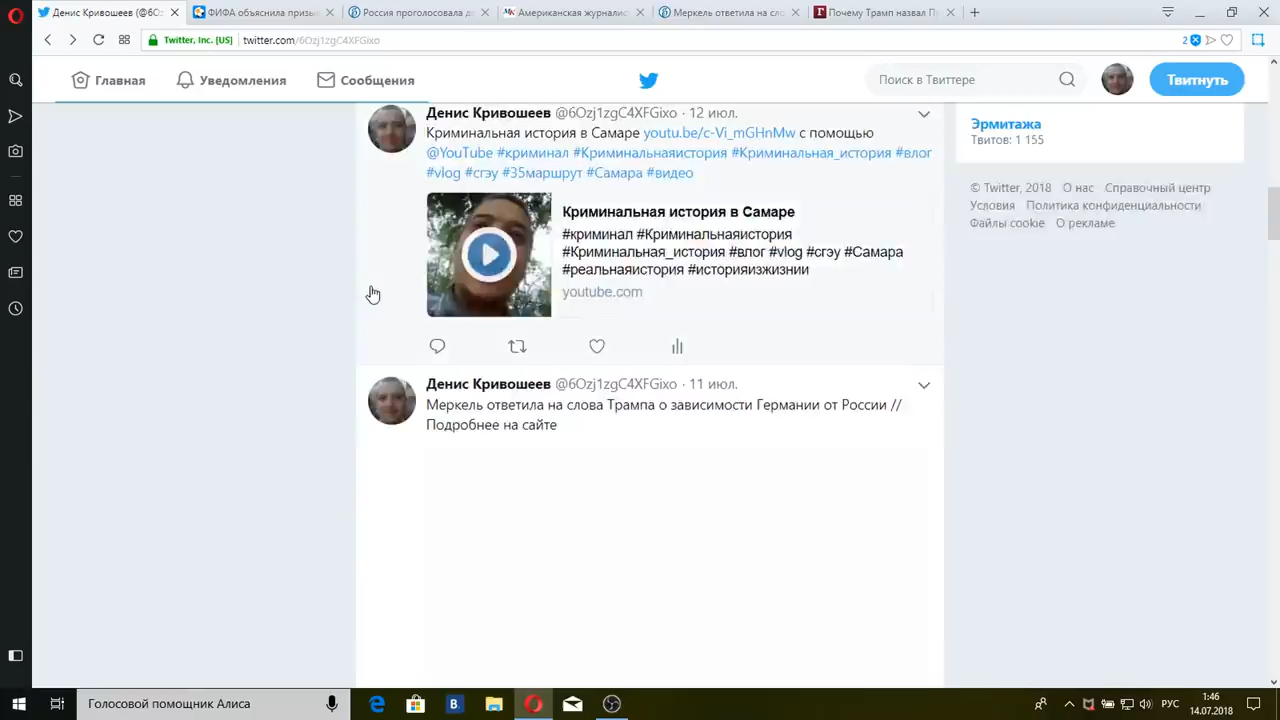 Денис Кривошеев (@6Oz
ФИФА объяснила призы
Россия проголосовала д
МК Американская журналис
Меркель ответила на сло
Почему Трамп назвал П
Twitter, Inc. [US] twitter.com/6Ozj1zgC4XFGixo
2
Главная Уведомления Сообщения
Поиск в Твиттере
Твитнуть
Денис Кривошеев @6Ozj1zgC4XFGixo · 12 июл.
Криминальная история в Самаре youtu.be/c-Vi_mGHnMw с помощью
@YouTube #криминал #Криминальнаяистория #Криминальная_история #влог
#vlog #сгэу #35маршрут #Самара #видео
Криминальная история в Самаре
#криминал #Криминальнаяистория
#Криминальная_история #влог #vlog #сгэу #Самара
#реальнаяистория #историяизжизнии
youtube.com
Денис Кривошеев @6Ozj1zgC4XFGixo · 11 июл.
Меркель ответила на слова Трампа о зависимости Германии от России //
Подробнее на сайте
Эрмитажа
Твитов: 1 155
© Twitter, 2018 О нас Справочный центр
Условия Политика конфиденциальности
Файлы cookie О рекламе
Голосовой помощник Алиса
B.
РУС
1:46
14.07.2018